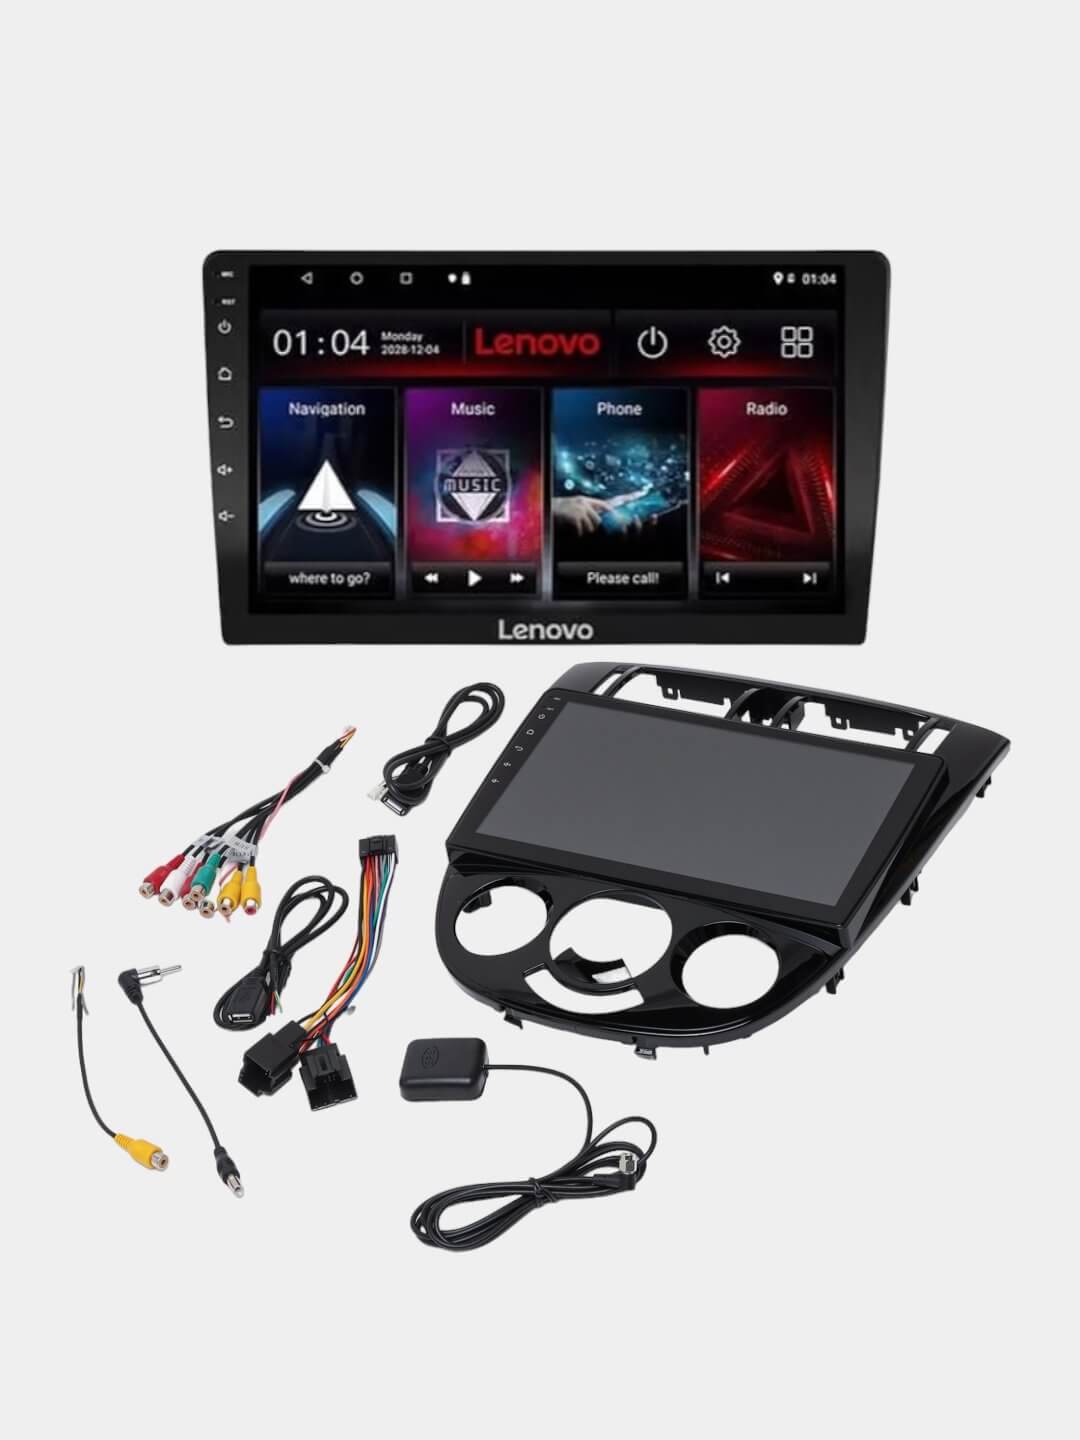 MIC
RST
01:04
01:04
Monday
2028-12-04
Lenovo
Navigation
Music
Phone
Radio
MUSIC
where to go?
Please call!
Lenovo